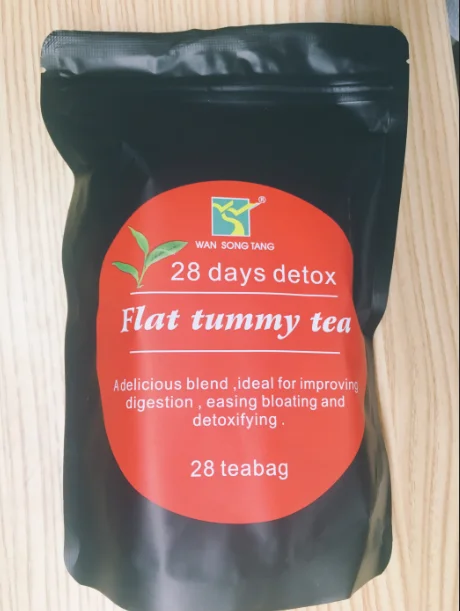 ®
WAN SONG TANG
28 days detox
Flat tummy tea
A delicious blend ,ideal for improving
digestion , easing bloating and
detoxifying .
28 teabag